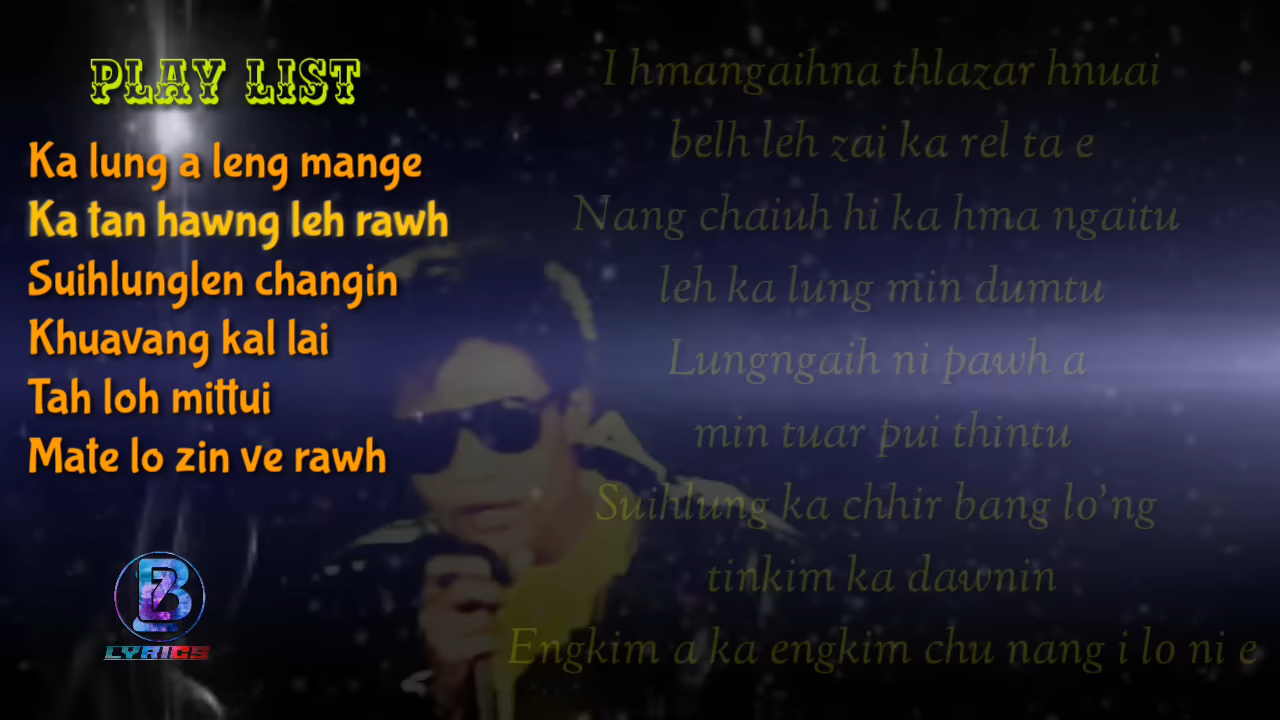 PLAY LIST
Ka lung a leng mange
Ka tan hawng leh rawh
Suihlunglen changin
Khuavang kal lai
Tah loh mittui
Mate lo zin ve rawh
BZ
LYRICS
I hmangaihna thlazar hnuai
belh leh zai ka rel ta e
Nang chaiuh hi ka hma ngaitu
leh ka lung min dumtu
Lungngaih ni pawh a
min tuar pui thintu
Suihlung ka chhir bang lo’ng
tinkim ka dawnin
Engkim a ka engkim chu nang i lo ni e